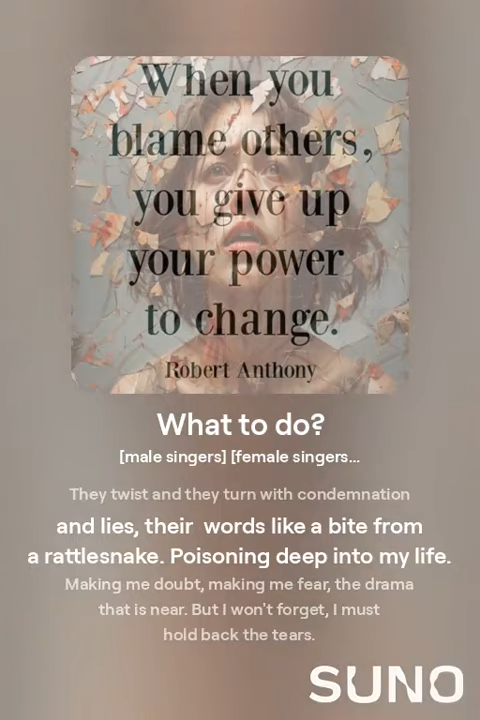 When you
blame others,
you give up
your power
to change.
Robert Anthony
What to do?
[male singers] [female singers...
They twist and they turn with condemnation
and lies, their  words like a bite from
a rattlesnake. Poisoning deep into my life.
Making me doubt, making me fear, the drama
that is near. But I won't forget, I must
hold back the tears.
SUNO